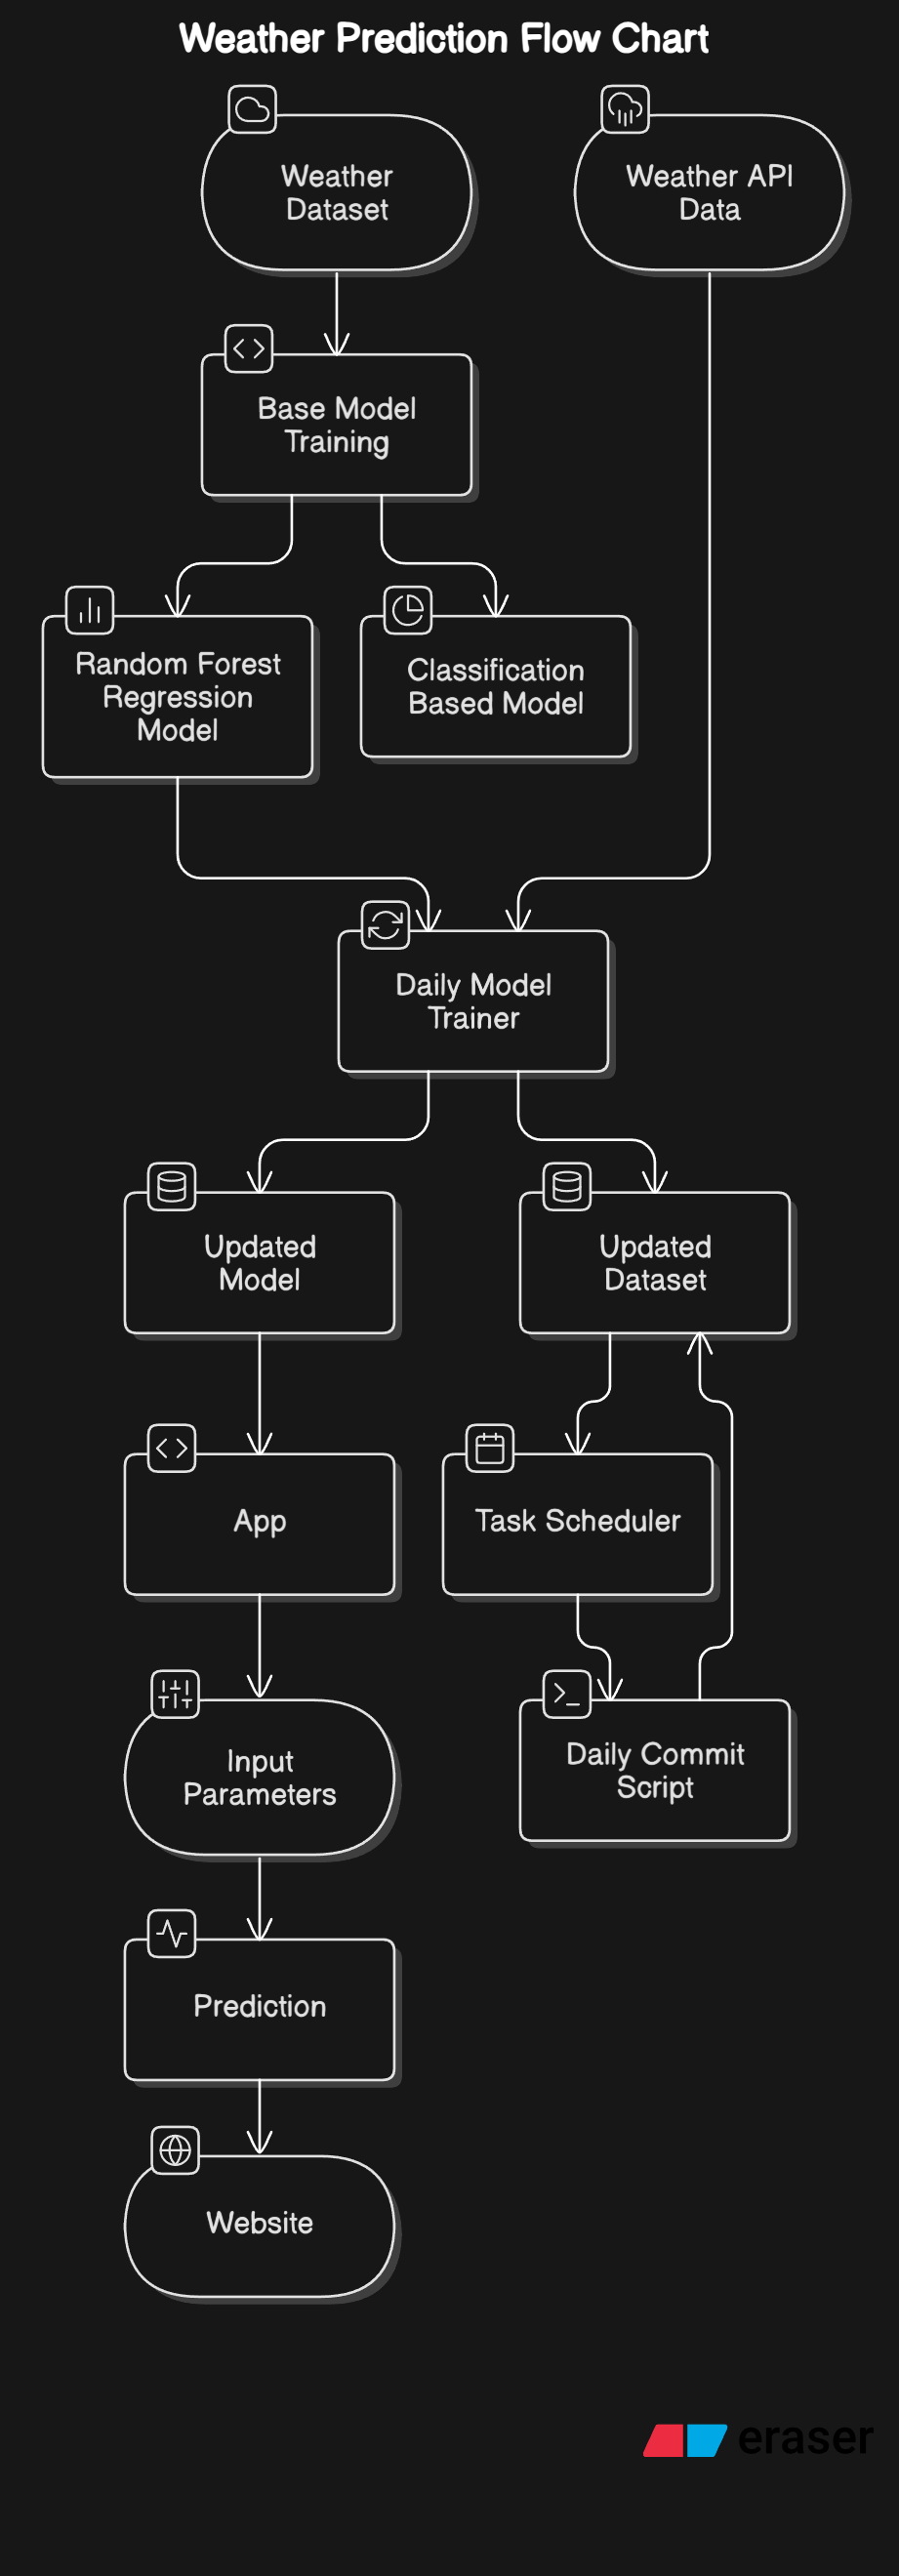 Weather Prediction Flow Chart
Weather
Dataset
Weather API
Data
Base Model
Training
Random Forest
Regression
Model
Classification
Based Model
Daily Model
Trainer
Updated
Model
Updated
Dataset
App
Task Scheduler
Input
Parameters
Daily Commit
Script
Prediction
Website
eraser